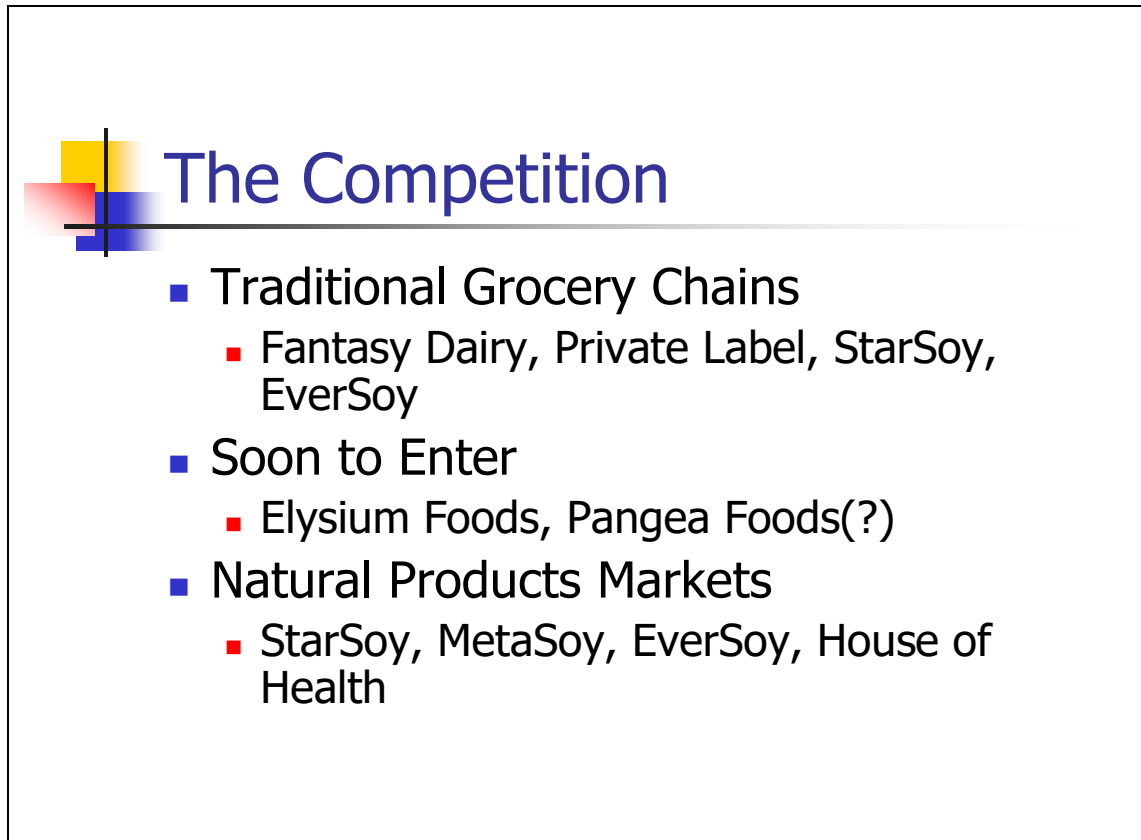 The Competition
Traditional Grocery Chains
Fantasy Dairy, Private Label, StarSoy,
EverSoy
Soon to Enter
Elysium Foods, Pangea Foods(?)
Natural Products Markets
StarSoy, MetaSoy, EverSoy, House of
Health